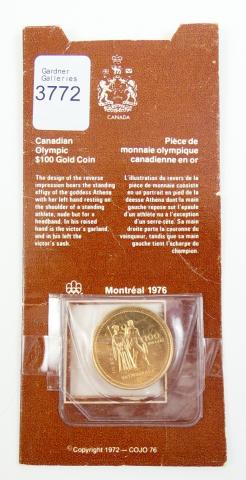 Gardner
Galleries
3772
CANADA
Canadian
Olympic
$100 Gold Coin
Pièce de
monnaie olympique
canadienne en or
The design of the reverse
impression bears the standing
effigy of the goddess Athena
with her left hand resting on
the shoulder of a standing
athlete, nude but for a
headband. In his raised
hand is the victor's garland,
and in his left the
victor's sash.
L'illustration du revers de la
pièce de monnaie consiste
en un portrait en pied de la
déesse Athéna dont la main
gauche repose sur l'épaule
d'un athlète nu à l'exception
d'un serre-tête. Sa main
droite porte la couronne du
vainqueur, tandis que sa main
gauche tient l'écharpe du
champion.
Montréal 1976
100
© Copyright 1972 — COJO 76